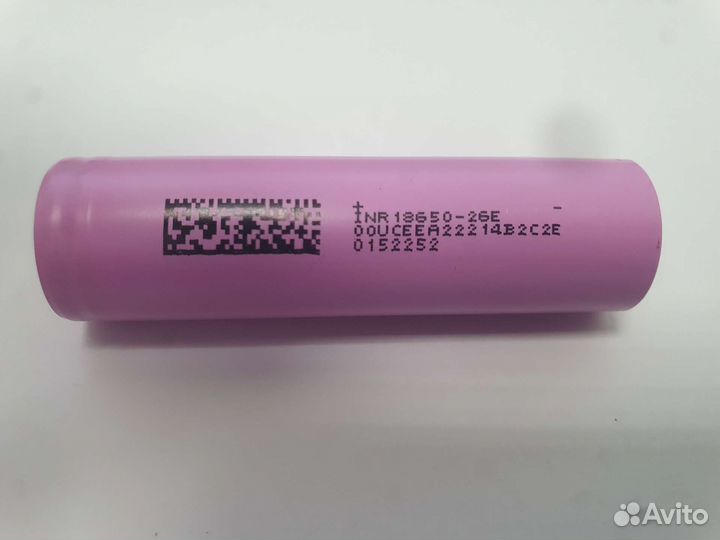 + -
INR18650-26E
00UCEEA22214B2C2E
0152252
Avito